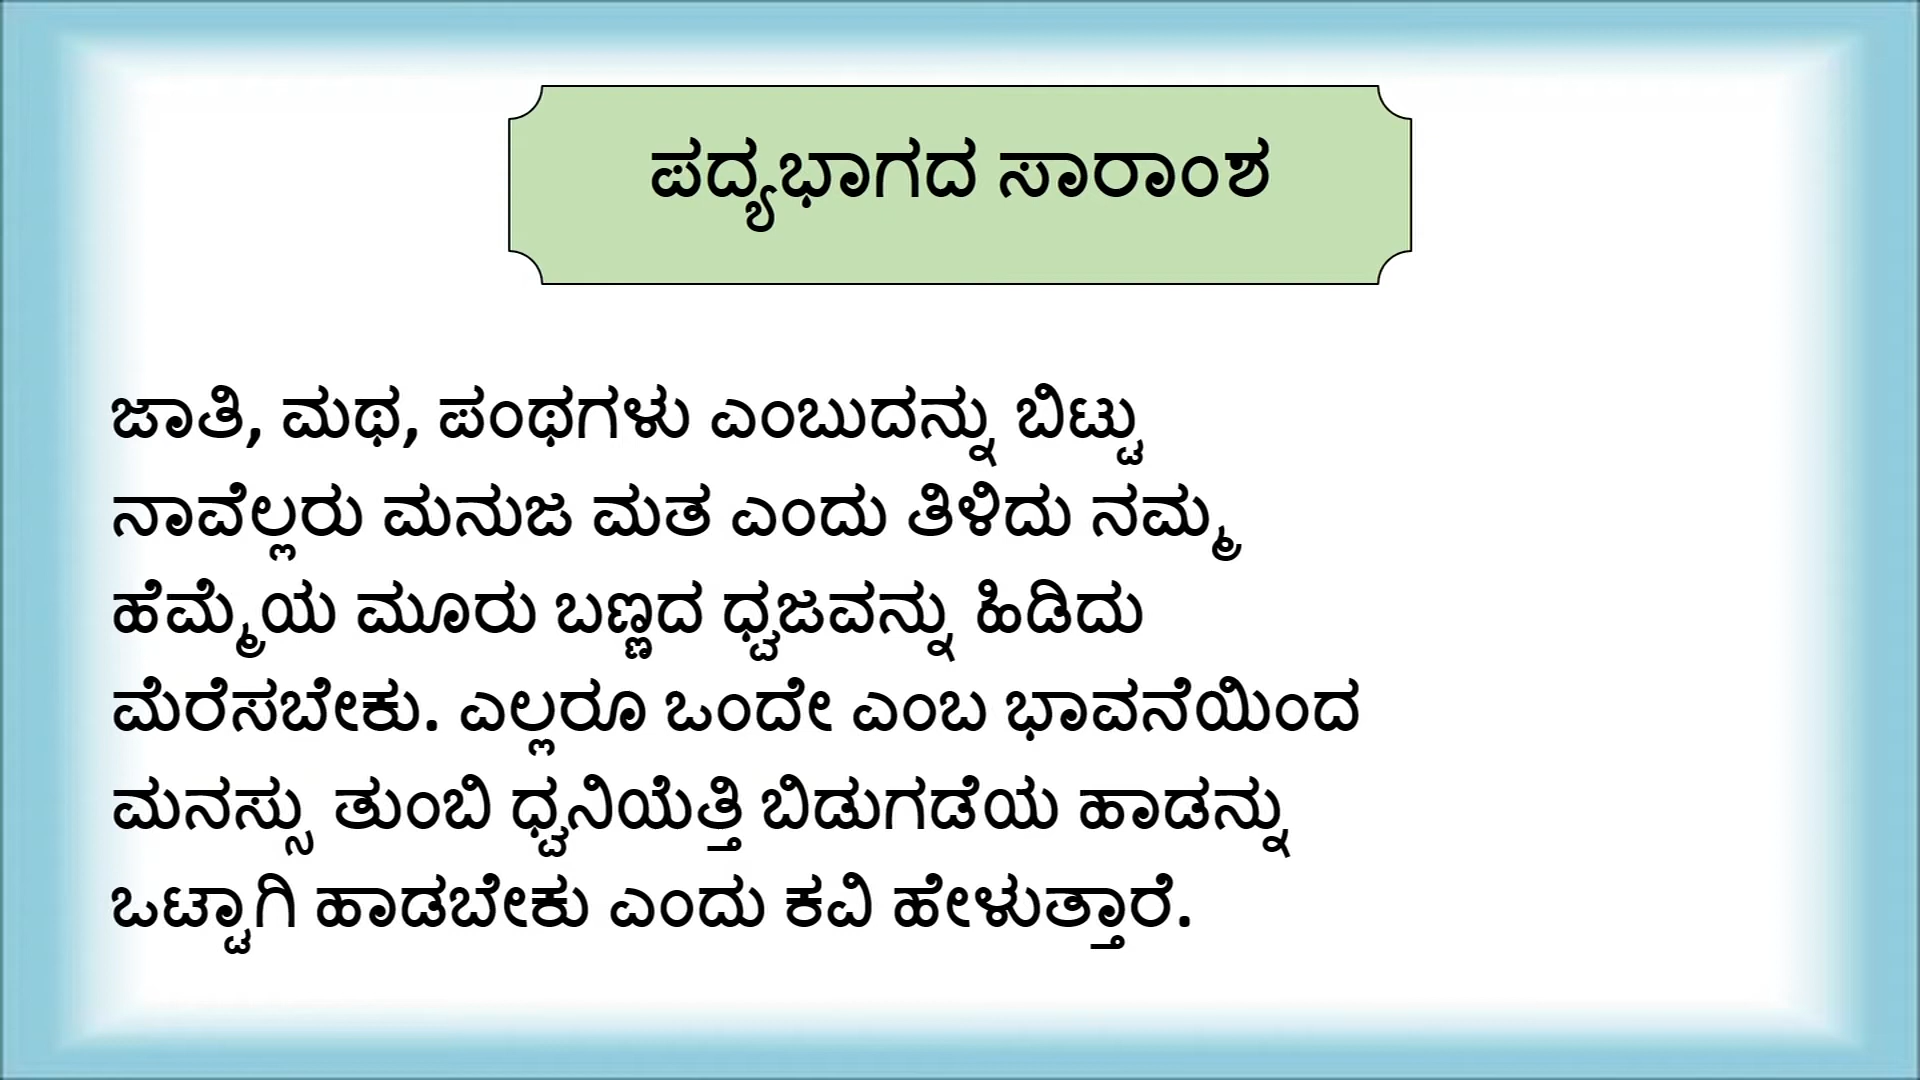 ಪದ್ಯಭಾಗದ ಸಾರಾಂಶ
ಜಾತಿ, ಮಥ, ಪಂಥಗಳು ಎಂಬುದನ್ನು ಬಿಟ್ಟು
ನಾವೆಲ್ಲರು ಮನುಜ ಮತ ಎಂದು ತಿಳಿದು ನಮ್ಮ
ಹೆಮ್ಮೆಯ ಮೂರು ಬಣ್ಣದ ಧ್ವಜವನ್ನು ಹಿಡಿದು
ಮೆರೆಸಬೇಕು. ಎಲ್ಲರೂ ಒಂದೇ ಎಂಬ ಭಾವನೆಯಿಂದ
ಮನಸ್ಸು ತುಂಬಿ ಧ್ವನಿಯೆತ್ತಿ ಬಿಡುಗಡೆಯ ಹಾಡನ್ನು
ಒಟ್ಟಾಗಿ ಹಾಡಬೇಕು ಎಂದು ಕವಿ ಹೇಳುತ್ತಾರೆ.